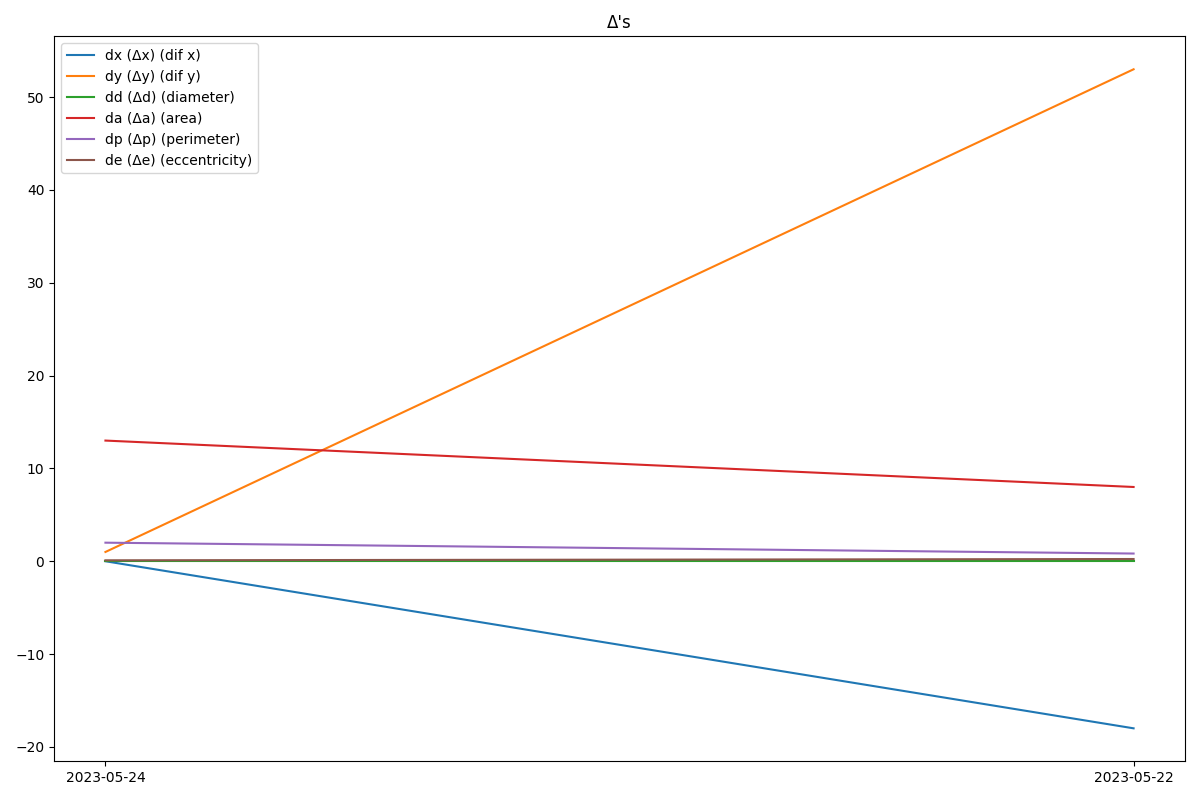 Δ's
dx (Δx) (dif x)
dy (Δy) (dif y)
dd (Δd) (diameter)
da (Δa) (area)
dp (Δp) (perimeter)
de (Δe) (eccentricity)
50
40
30
20
10
0
−10
−20
2023-05-24
2023-05-22